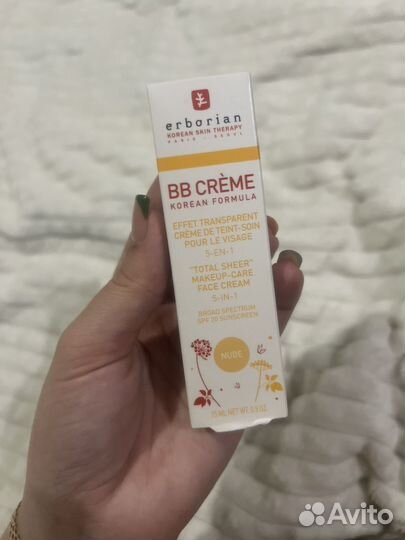 erborian
KOREAN SKIN THERAPY
PARIS - SEOUL
BB CRÈME
KOREAN FORMULA
EFFET TRANSPARENT
CRÈME DE TEINT-SOIN
POUR LE VISAGE
5-EN-1
"TOTAL SHEER"
MAKEUP-CARE
FACE CREAM
5-IN-1
BROAD SPECTRUM
SPF 20 SUNSCREEN
NUDE
15 ML NET WT. 0.5 OZ.
Avito